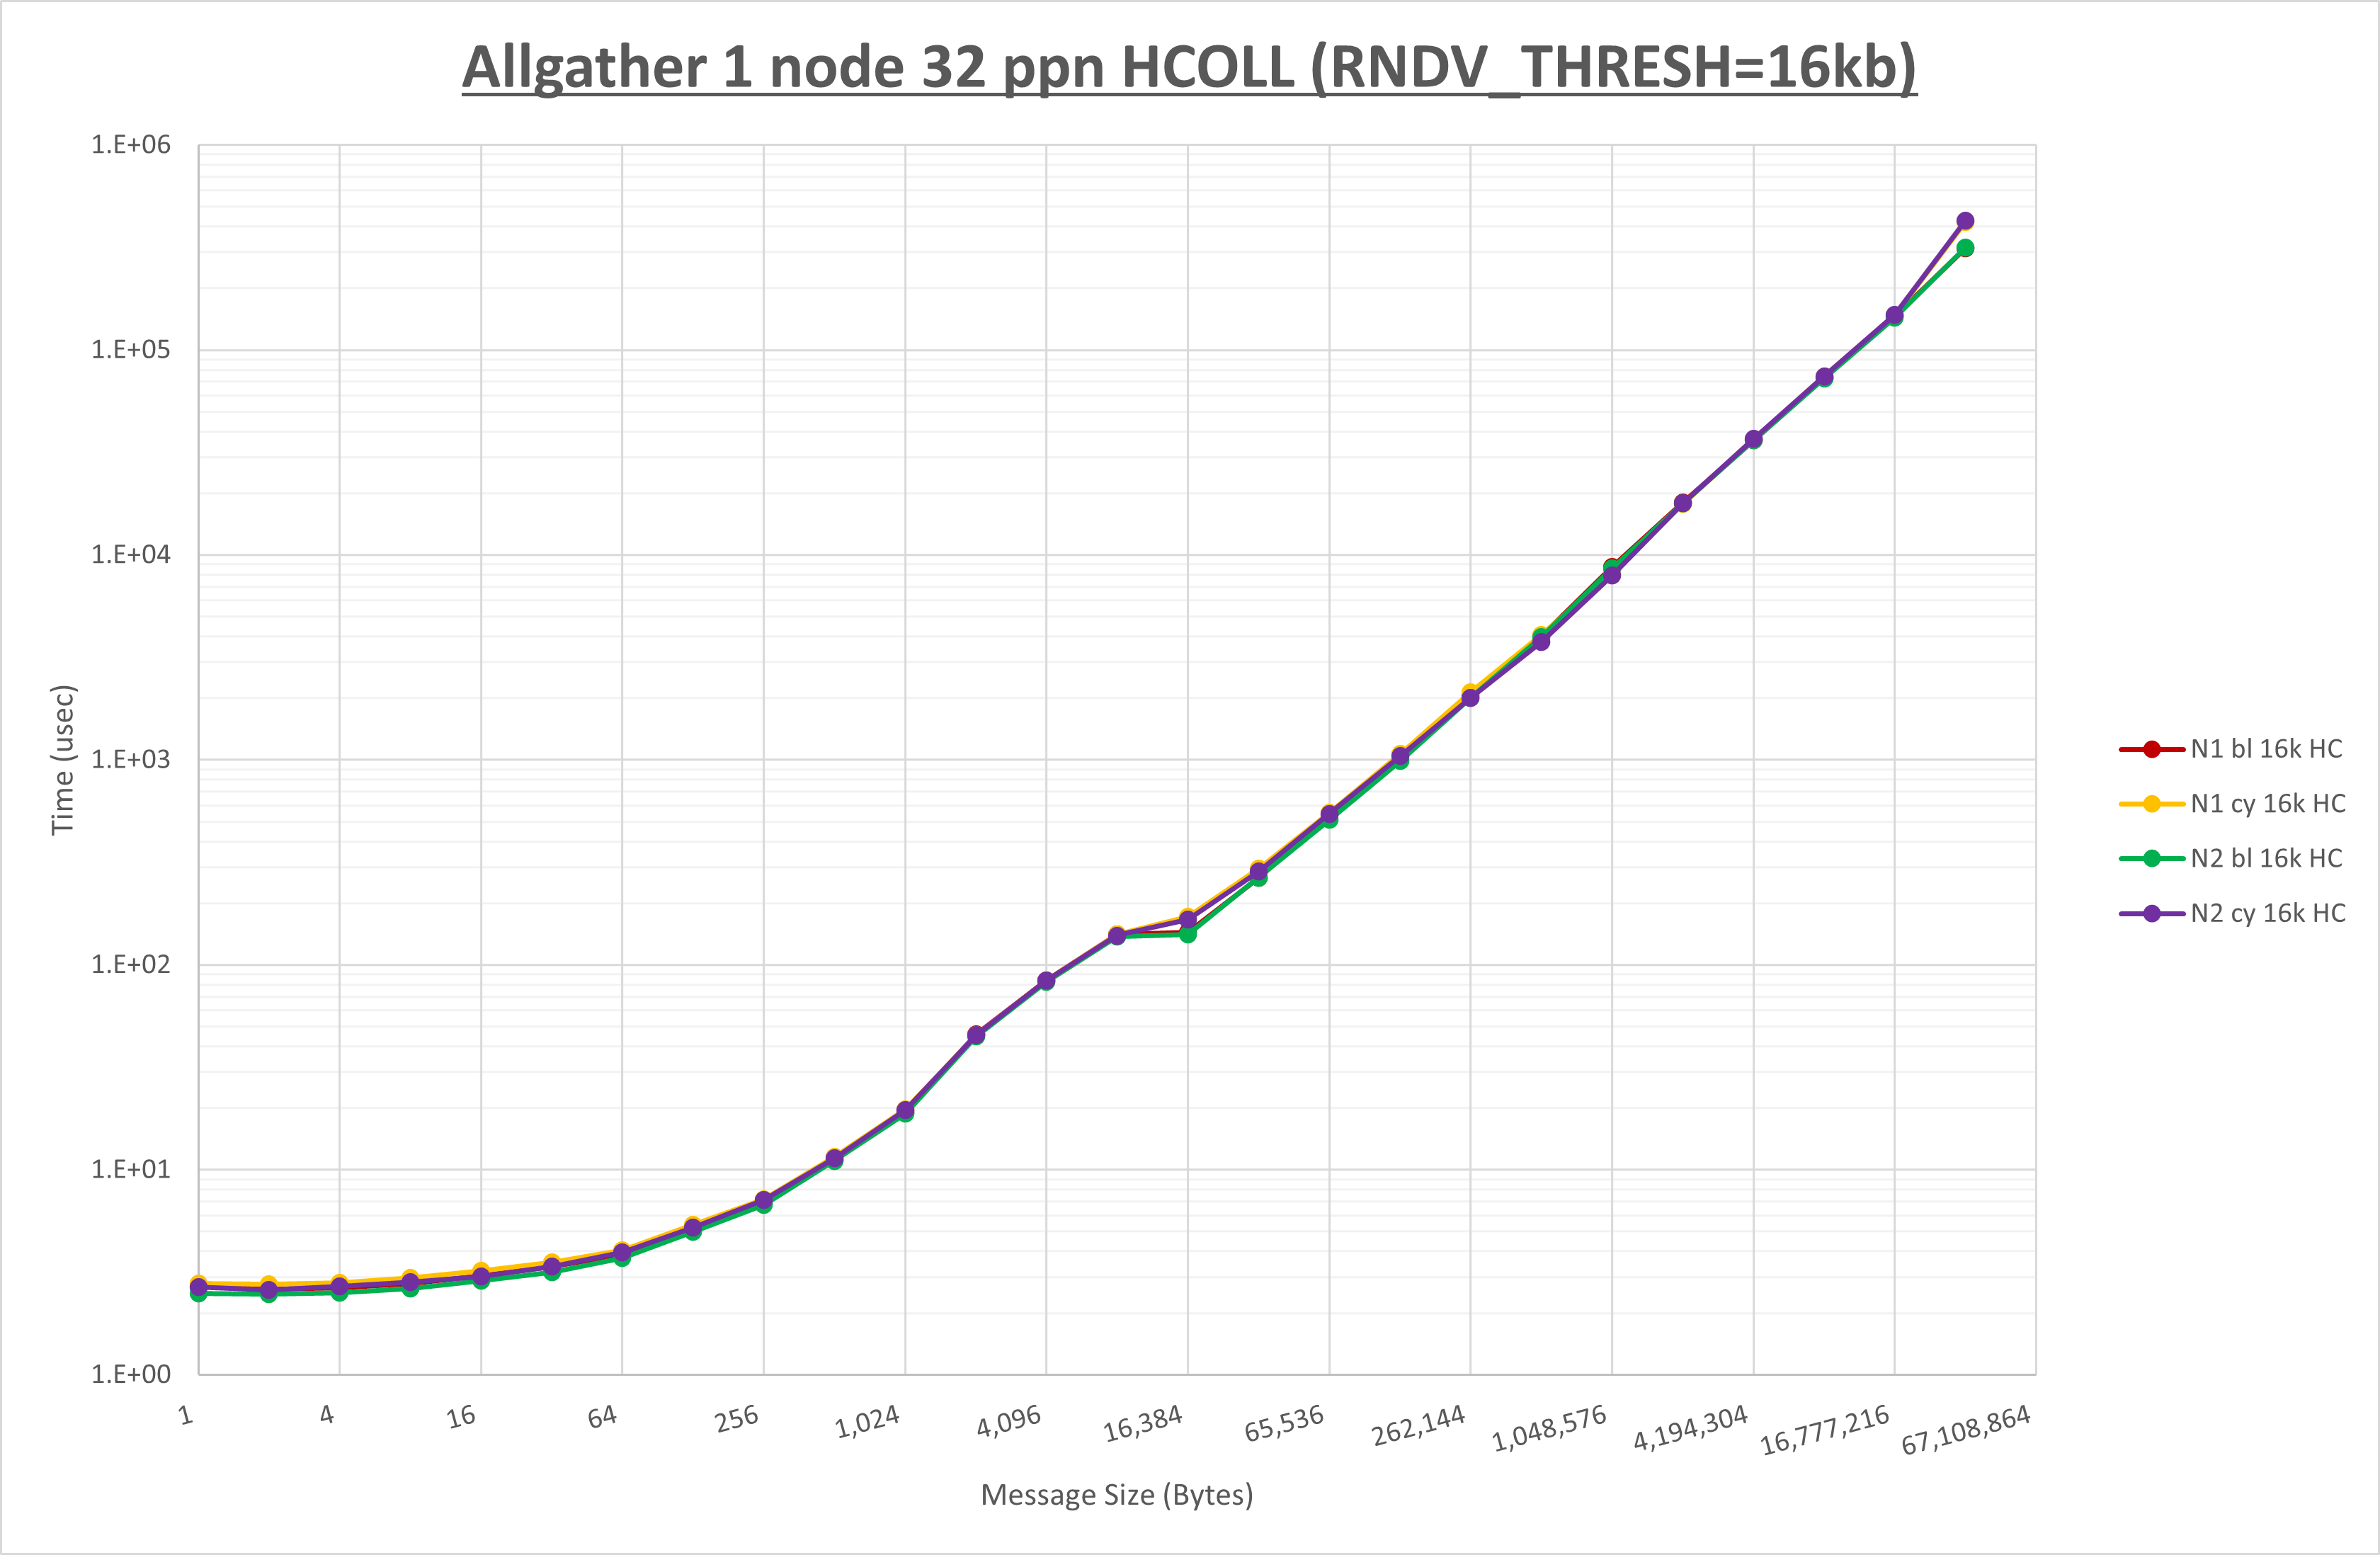 Allgather 1 node 32 ppn HCOLL (RNDV_THRESH=16kb)
1.E+06
1.E+05
1.E+04
1.E+03
1.E+02
1.E+01
1.E+00
Time (usec)
1
4
16
64
256
1,024
4,096
16,384
65,536
262,144
1,048,576
4,194,304
16,777,216
67,108,864
Message Size (Bytes)
N1 bl 16k HC
N1 cy 16k HC
N2 bl 16k HC
N2 cy 16k HC